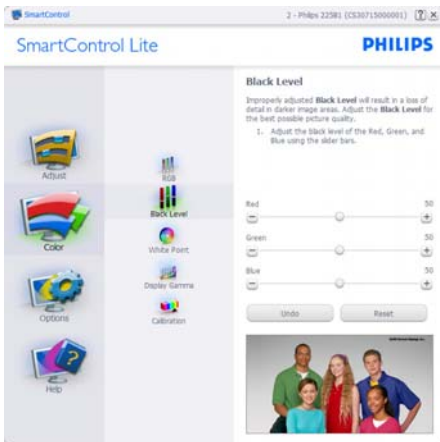 SmartControl
2 - Philips 225B1 (CS30715000001)
SmartControl Lite
PHILIPS
Adjust
Color
Options
Help
RGB
Black Level
White Point
Display Gamma
Calibration
Black Level
Improperly adjusted Black Level will result in a loss of
detail in darker image areas. Adjust the Black Level for
the best possible picture quality.
1. Adjust the black level of the Red, Green, and
Blue using the slider bars.
Red 50
Green 50
Blue 50
Undo Reset